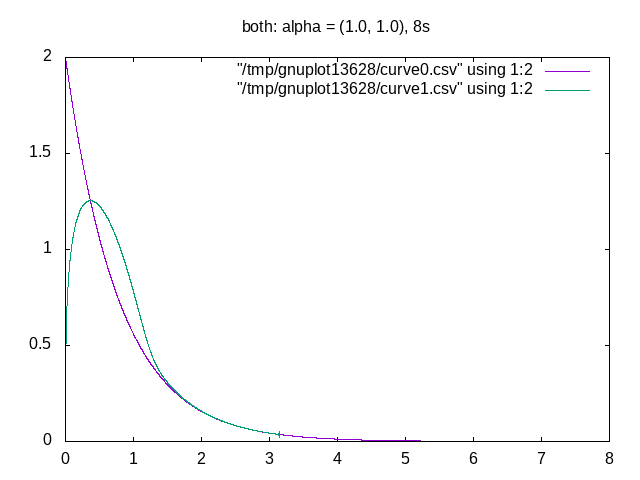 both: alpha = (1.0, 1.0), 8s
"/tmp/gnuplot13628/curve0.csv" using 1:2
"/tmp/gnuplot13628/curve1.csv" using 1:2
2
1.5
1
0.5
0
0 1 2 3 4 5 6 7 8